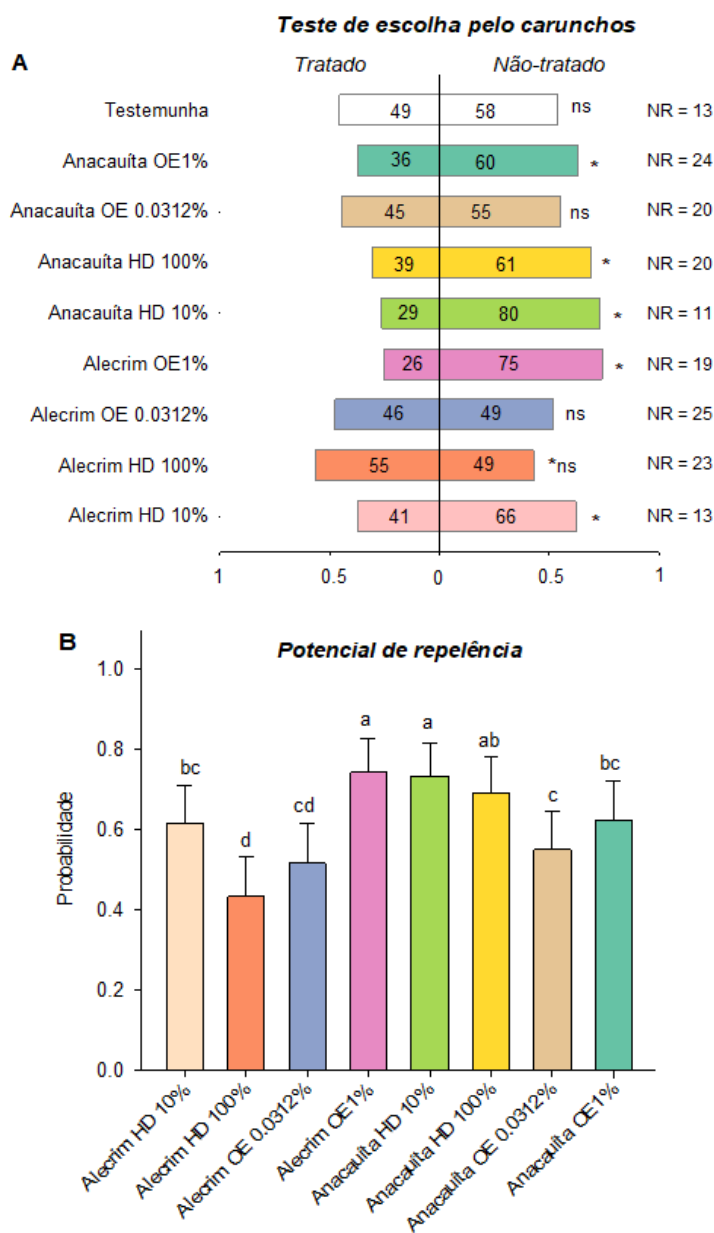 Teste de escolha pelo carunchos
A
Tratado Não-tratado
Testemunha 49 58 ns NR = 13
Anacauíta OE1% 36 60 * NR = 24
Anacauíta OE 0.0312% 45 55 ns NR = 20
Anacauíta HD 100% 39 61 * NR = 20
Anacauíta HD 10% 29 80 * NR = 11
Alecrim OE1% 26 75 * NR = 19
Alecrim OE 0.0312% 46 49 ns NR = 25
Alecrim HD 100% 55 49 *ns NR = 23
Alecrim HD 10% 41 66 * NR = 13
1 0.5 0 0.5 1
B
Potencial de repelência
Probabilidade
1.0
0.8
0.6
0.4
0.2
0.0
bc d cd a a ab c bc
Alecrim HD 10%
Alecrim HD 100%
Alecrim OE 0.0312%
Alecrim OE1%
Anacauíta HD 10%
Anacauíta HD 100%
Anacauíta OE 0.0312%
Anacauíta OE1%